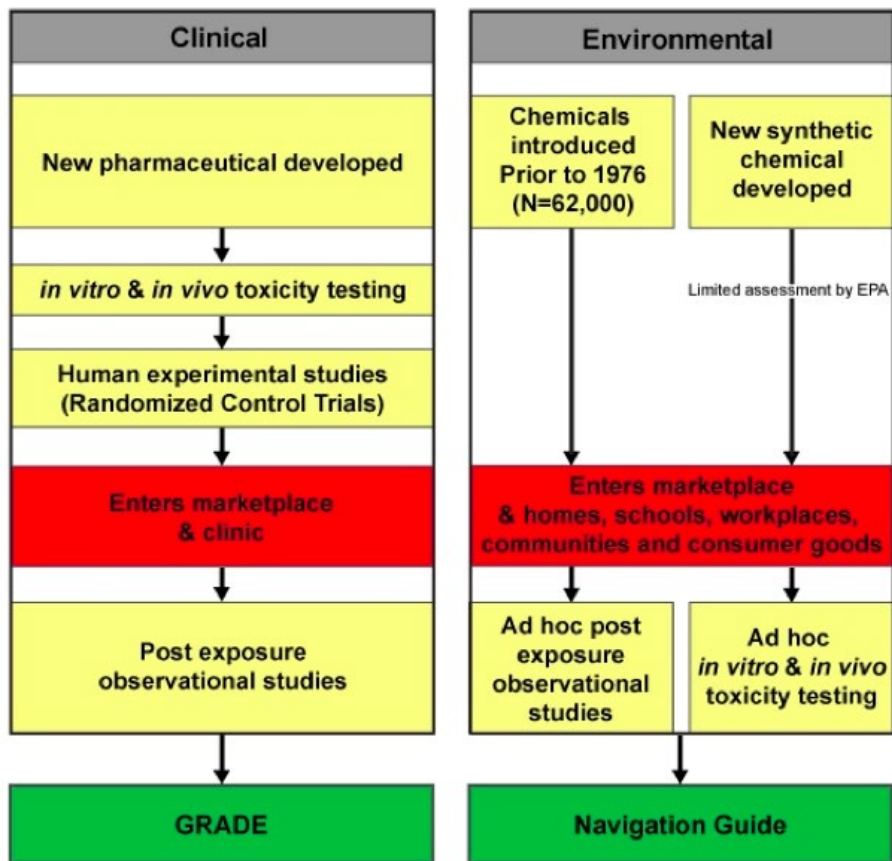 Clinical
New pharmaceutical developed
in vitro & in vivo toxicity testing
Human experimental studies
(Randomized Control Trials)
Enters marketplace
& clinic
Post exposure
observational studies
GRADE
Environmental
Chemicals
introduced
Prior to 1976
(N=62,000)
New synthetic
chemical
developed
Limited assessment by EPA
Enters marketplace
& homes, schools, workplaces,
communities and consumer goods
Ad hoc post
exposure
observational
studies
Ad hoc
in vitro & in vivo
toxicity testing
Navigation Guide